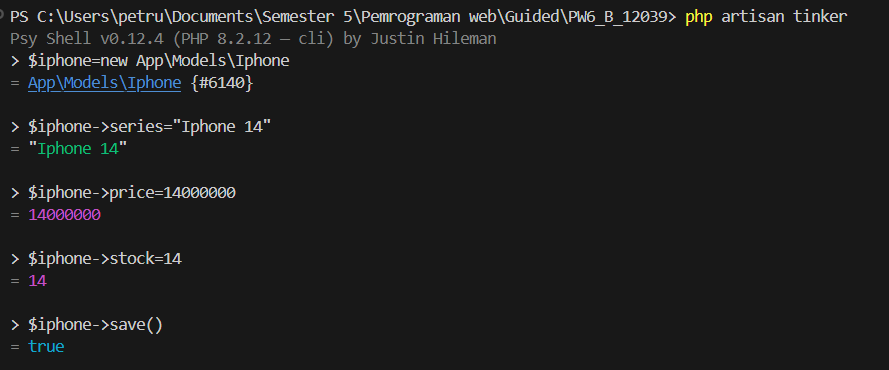 PS C:\Users\petru\Documents\Semester 5\Pemrograman web\Guided\PW6_B_12039> php artisan tinker
Psy Shell v0.12.4 (PHP 8.2.12 — cli) by Justin Hileman
> $iphone=new App\Models\Iphone
= App\Models\Iphone {#6140}
> $iphone->series="Iphone 14"
= "Iphone 14"
> $iphone->price=14000000
= 14000000
> $iphone->stock=14
= 14
> $iphone->save()
= true